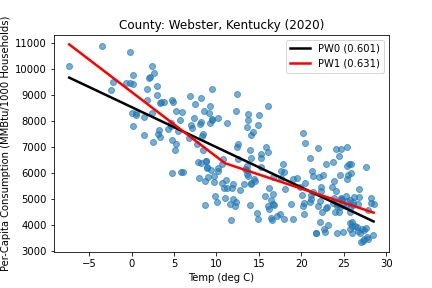 County: Webster, Kentucky (2020)
Per-Capita Consumption (MMBtu/1000 Households)
11000
10000
9000
8000
7000
6000
5000
4000
3000
PW0 (0.601)
PW1 (0.631)
−5 0 5 10 15 20 25 30
Temp (deg C)